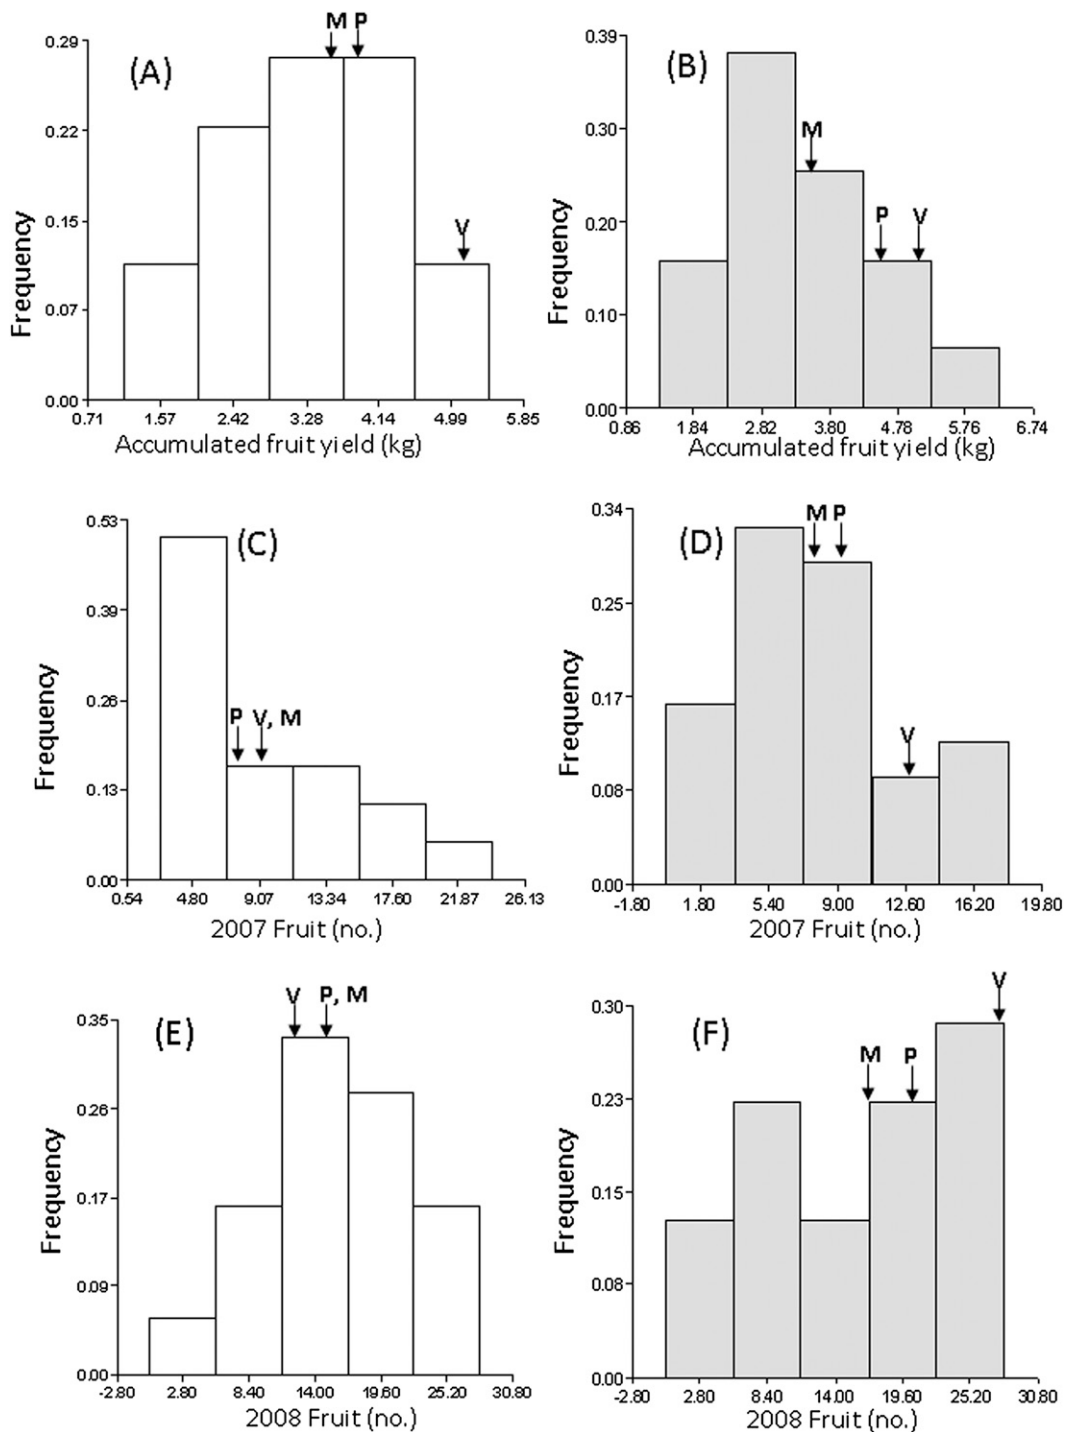 M P
0.29
(A)
0.22
0.15
V
0.07
0.00
0.71 1.57 2.42 3.28 4.14 4.99 5.85
Frequency
Accumulated fruit yield (kg)
0.39
(B)
0.30
M
0.20
P V
0.10
0.00
0.86 1.84 2.82 3.80 4.78 5.76 6.74
Frequency
Accumulated fruit yield (kg)
0.53
(C)
0.39
0.26
P V, M
0.13
0.00
0.54 4.80 9.07 13.34 17.60 21.87 26.13
Frequency
2007 Fruit (no.)
0.34
M P
(D)
0.25
0.17
V
0.08
0.00
-1.80 1.80 5.40 9.00 12.60 16.20 19.80
Frequency
2007 Fruit (no.)
V P, M
0.35
(E)
0.26
0.17
0.09
0.00
-2.80 2.80 8.40 14.00 19.60 25.20 30.80
Frequency
2008 Fruit (no.)
V
0.30
(F)
M P
0.23
0.15
0.08
0.00
-2.80 2.80 8.40 14.00 19.60 25.20 30.80
Frequency
2008 Fruit (no.)